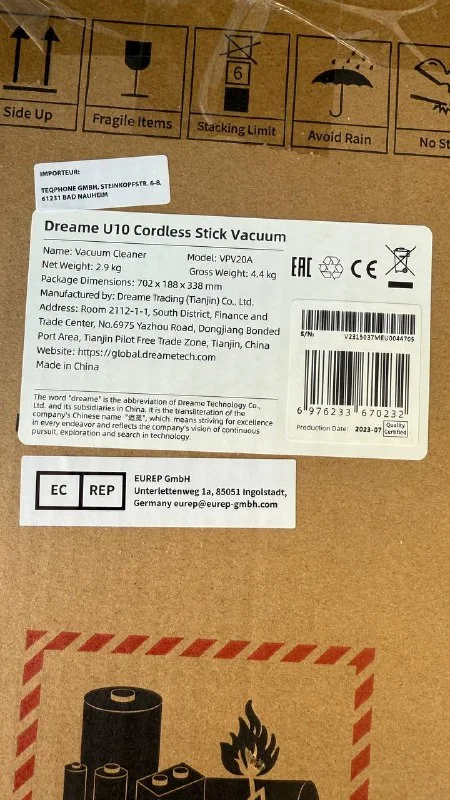 Side Up
Fragile Items
6
Stacking Limit
Avoid Rain
No St
IMPORTEUR:
TEQPHONE GMBH, STEINKOPFSTR. 6-8,
61231 BAD NAUHEIM
Dreame U10 Cordless Stick Vacuum
Name: Vacuum Cleaner Model: VPV20A
Net Weight: 2.9 kg Gross Weight: 4.4 kg
Package Dimensions: 702 x 188 x 338 mm
Manufactured by: Dreame Trading (Tianjin) Co., Ltd.
Address: Room 2112-1-1, South District, Finance and
Trade Center, No.6975 Yazhou Road, Dongjiang Bonded
Port Area, Tianjin Pilot Free Trade Zone, Tianjin, China
Website: https://global.dreametech.com
Made in China
EAC
CE
S/N: V2315037MEU0044705
6 976233 670232
Production Date: 2023-07 Quality
Certified
The word "dreame" is the abbreviation of Dreame Technology Co.,
Ltd. and its subsidiaries in China. It is the transliteration of the
company's Chinese name "追觅", which means striving for excellence
in every endeavor and reflects the company's vision of continuous
pursuit, exploration and search in technology.
EC REP
EUREP GmbH
Unterlettenweg 1a, 85051 Ingolstadt,
Germany eurep@eurep-gmbh.com